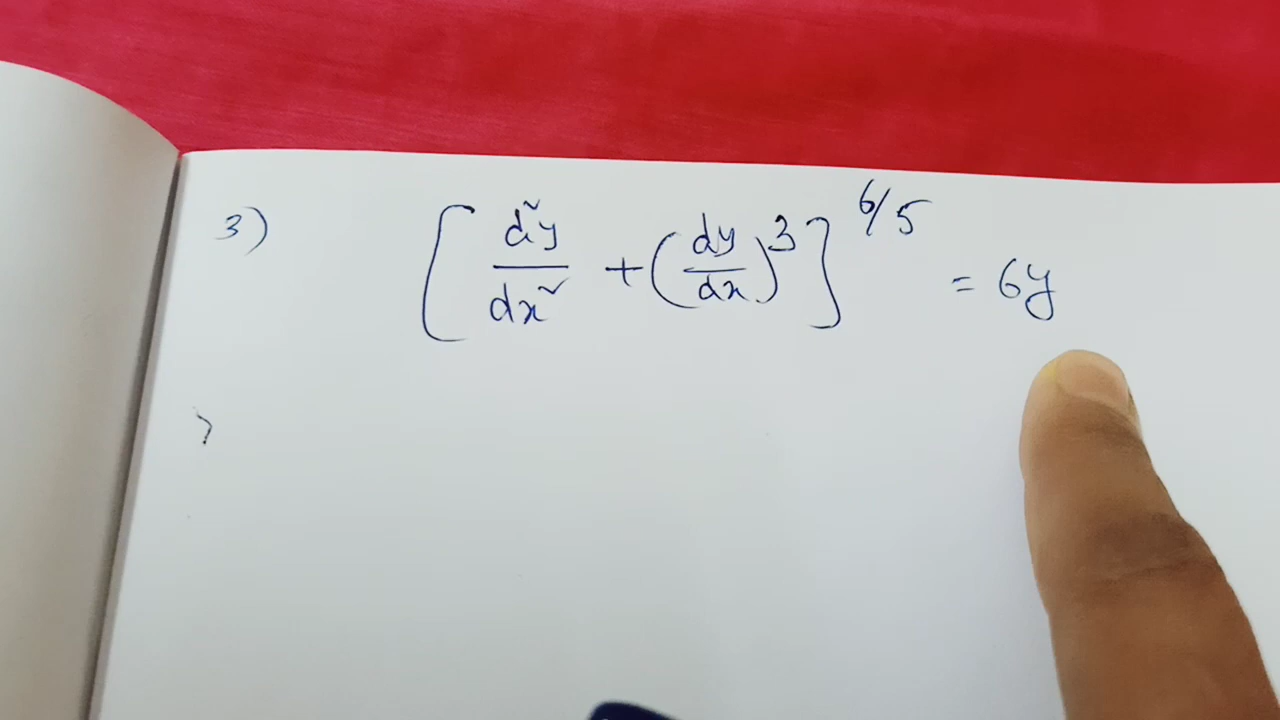 3) [ d²y/dx² + (dy/dx)³ ]^6/5 = 6y